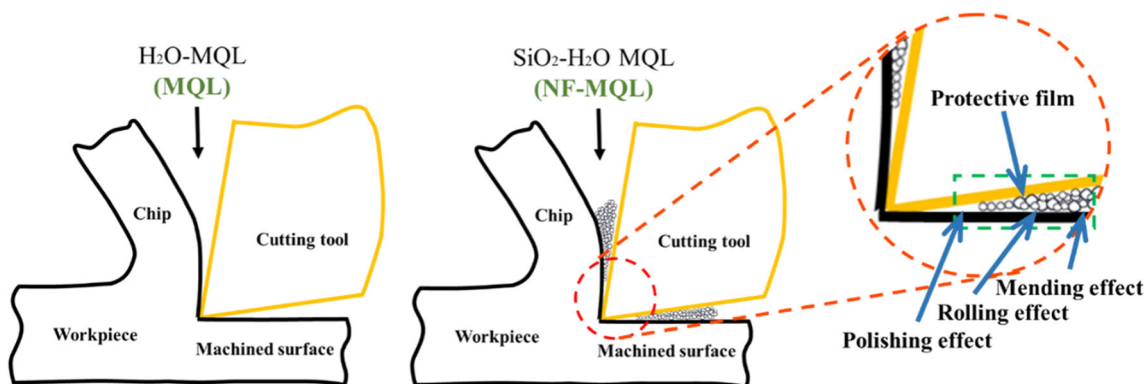 H₂O-MQL
(MQL)
Chip
Cutting tool
Workpiece
Machined surface
SiO₂-H₂O MQL
(NF-MQL)
Chip
Cutting tool
Workpiece
Machined surface
Protective film
Mending effect
Rolling effect
Polishing effect